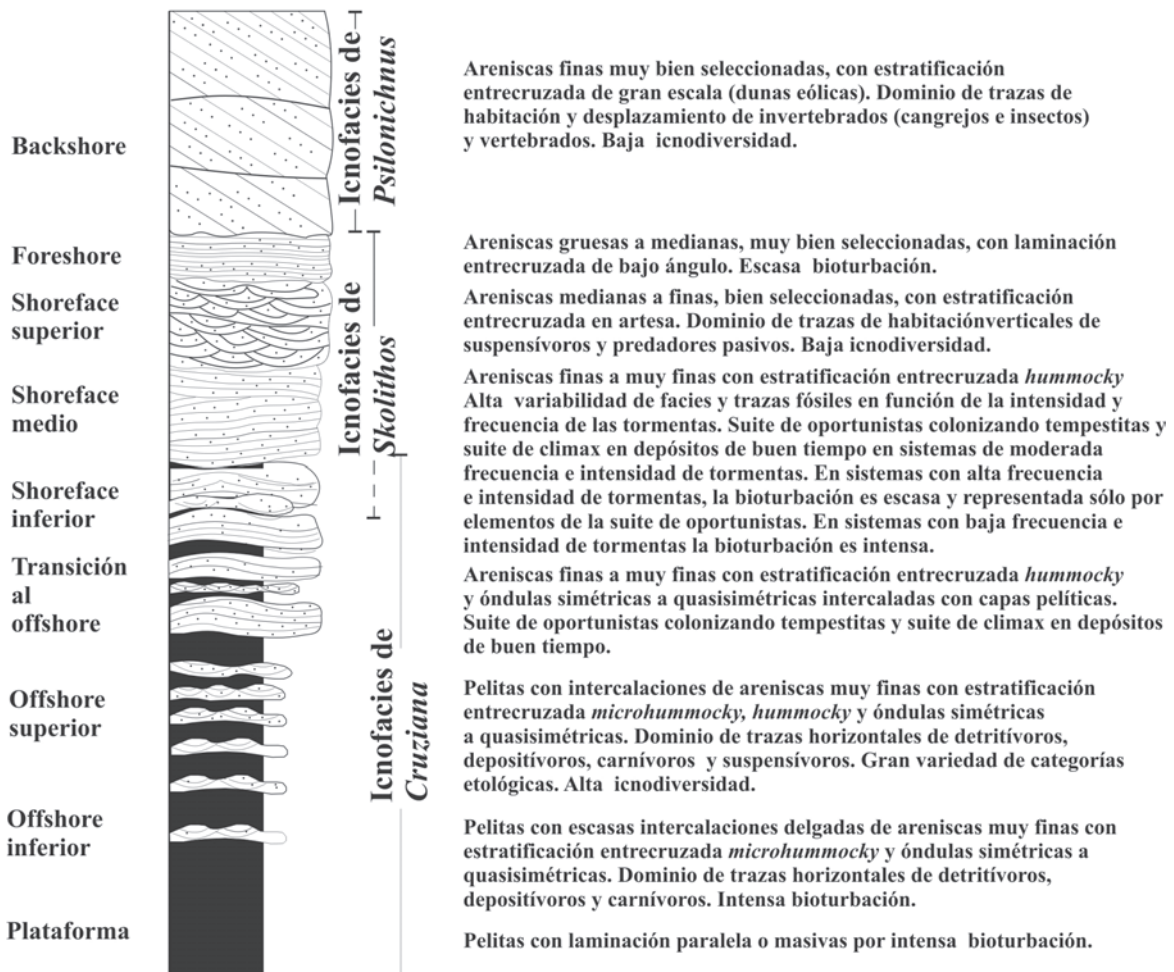 Backshore
Icnofacies de
Psilonichnus
Areniscas finas muy bien seleccionadas, con estratificación
entrecruzada de gran escala (dunas eólicas). Dominio de trazas de
habitación y desplazamiento de invertebrados (cangrejos e insectos)
y vertebrados. Baja icnodiversidad.
Foreshore
Areniscas gruesas a medianas, muy bien seleccionadas, con laminación
entrecruzada de bajo ángulo. Escasa bioturbación.
Shoreface
superior
Icnofacies de
Skolithos
Areniscas medianas a finas, bien seleccionadas, con estratificación
entrecruzada en artesa. Dominio de trazas de habitaciónverticales de
suspensívoros y predadores pasivos. Baja icnodiversidad.
Shoreface
medio
Areniscas finas a muy finas con estratificación entrecruzada hummocky
Alta variabilidad de facies y trazas fósiles en función de la intensidad y
frecuencia de las tormentas. Suite de oportunistas colonizando tempestitas y
suite de climax en depósitos de buen tiempo en sistemas de moderada
frecuencia e intensidad de tormentas. En sistemas con alta frecuencia
e intensidad de tormentas, la bioturbación es escasa y representada sólo por
elementos de la suite de oportunistas. En sistemas con baja frecuencia e
intensidad de tormentas la bioturbación es intensa.
Shoreface
inferior
Transición
al
offshore
Areniscas finas a muy finas con estratificación entrecruzada hummocky
y óndulas simétricas a quasisimétricas intercaladas con capas pelíticas.
Suite de oportunistas colonizando tempestitas y suite de climax en depósitos
de buen tiempo.
Icnofacies de
Cruziana
Offshore
superior
Pelitas con intercalaciones de areniscas muy finas con estratificación
entrecruzada microhummocky, hummocky y óndulas simétricas
a quasisimétricas. Dominio de trazas horizontales de detritívoros,
depositívoros, carnívoros y suspensívoros. Gran variedad de categorías
etológicas. Alta icnodiversidad.
Offshore
inferior
Pelitas con escasas intercalaciones delgadas de areniscas muy finas con
estratificación entrecruzada microhummocky y óndulas simétricas a
quasisimétricas. Dominio de trazas horizontales de detritívoros,
depositívoros y carnívoros. Intensa bioturbación.
Plataforma
Pelitas con laminación paralela o masivas por intensa bioturbación.